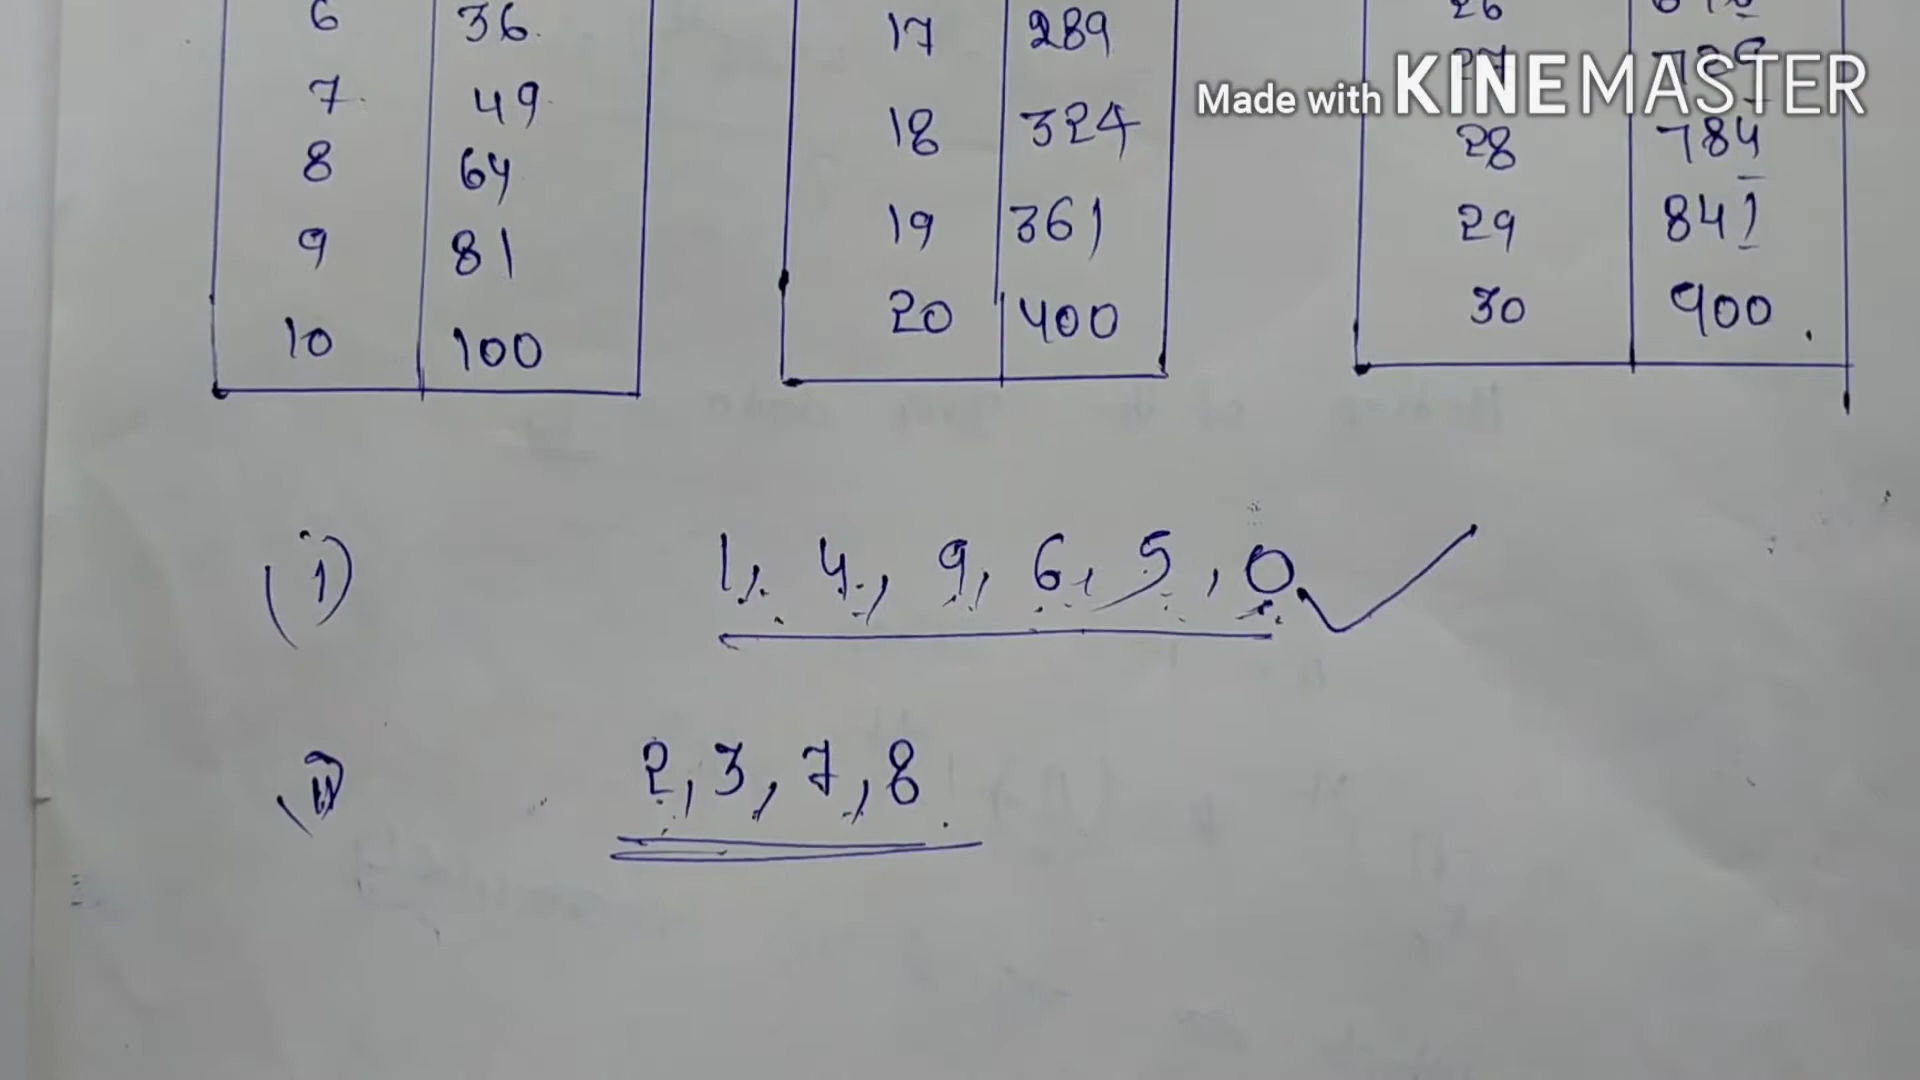 6 36. 17 289 26
7. 49. Made with KINEMASTER
8 64 18 324 28 784
9 81 19 361 29 841
10 100 20 400 30 900.
(i) 1, 4, 9, 6, 5, 0
(ii) 2, 3, 7, 8